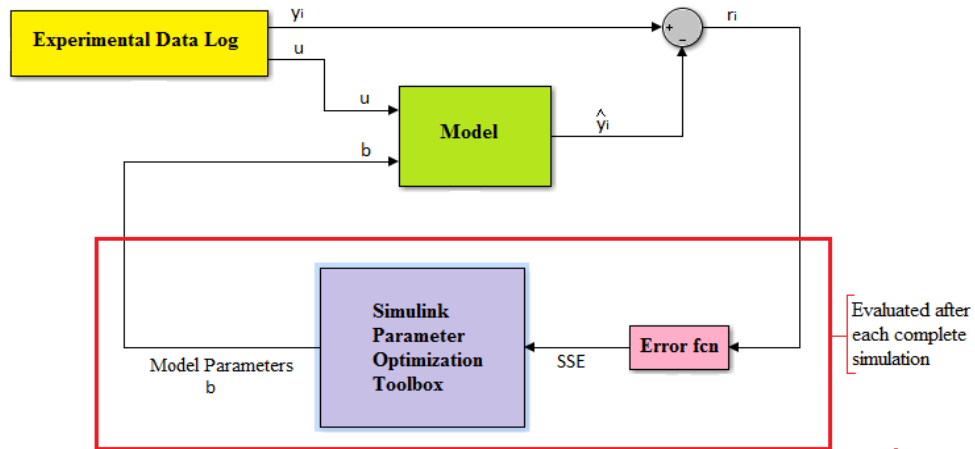 yi
ri
Experimental Data Log
+
−
u
u
Model
ŷi
b
Simulink
Parameter
Optimization
Toolbox
Error fcn
SSE
Model Parameters
b
Evaluated after
each complete
simulation